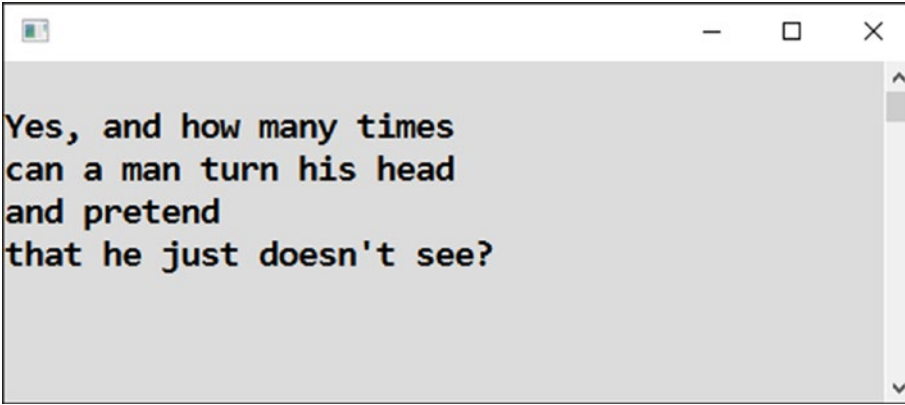 Yes, and how many times
can a man turn his head
and pretend
that he just doesn't see?